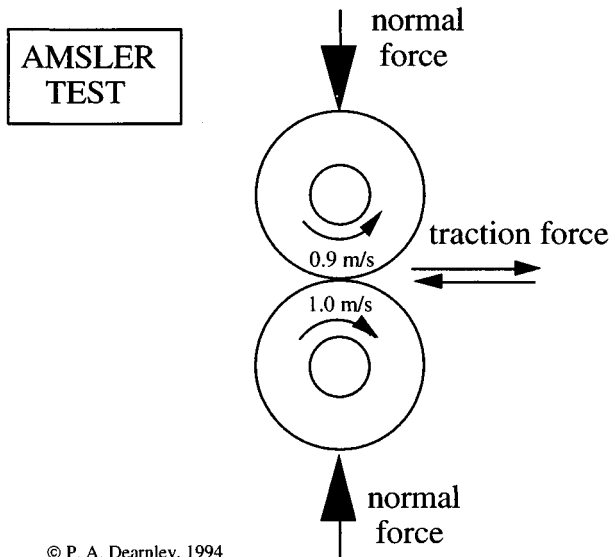 AMSLER
TEST
normal
force
0.9 m/s
traction force
1.0 m/s
normal
force
© P. A. Dearnley, 1994